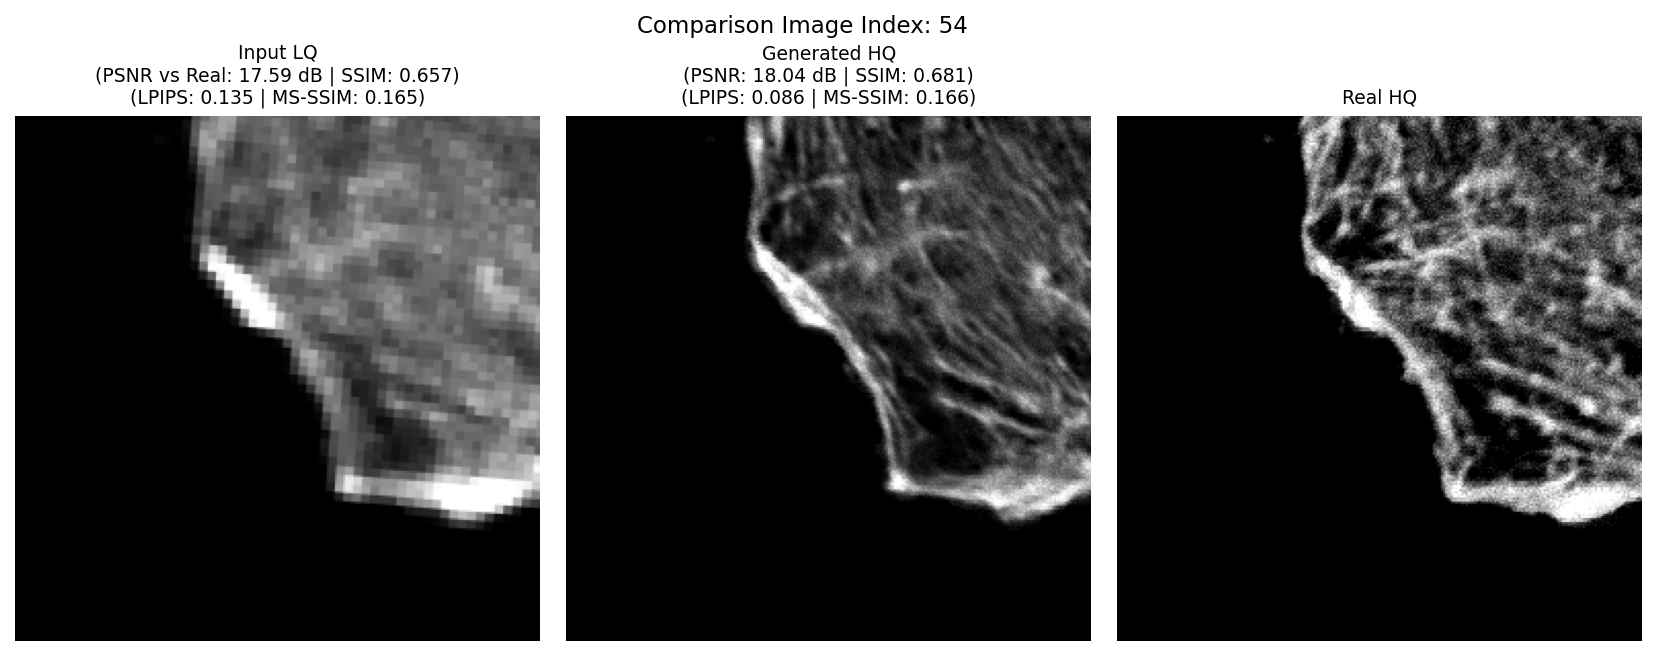 Comparison Image Index: 54
Input LQ
(PSNR vs Real: 17.59 dB | SSIM: 0.657)
(LPIPS: 0.135 | MS-SSIM: 0.165)
Generated HQ
(PSNR: 18.04 dB | SSIM: 0.681)
(LPIPS: 0.086 | MS-SSIM: 0.166)
Real HQ